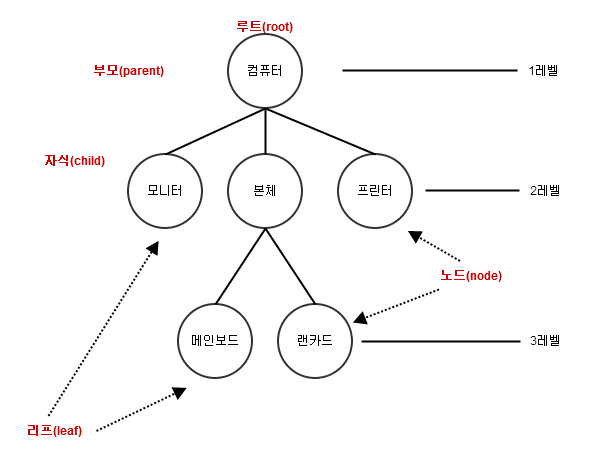 루트(root)
부모(parent)
컴퓨터
1레벨
자식(child)
모니터
본체
프린터
2레벨
노드(node)
메인보드
랜카드
3레벨
리프(leaf)